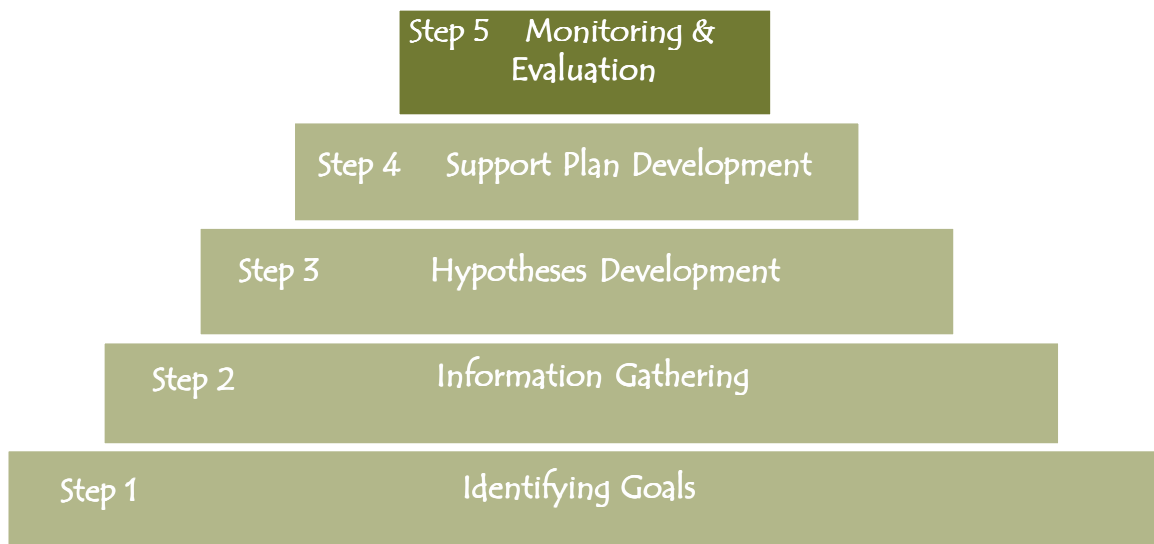 Step 5 Monitoring &
Evaluation
Step 4 Support Plan Development
Step 3 Hypotheses Development
Step 2 Information Gathering
Step 1 Identifying Goals